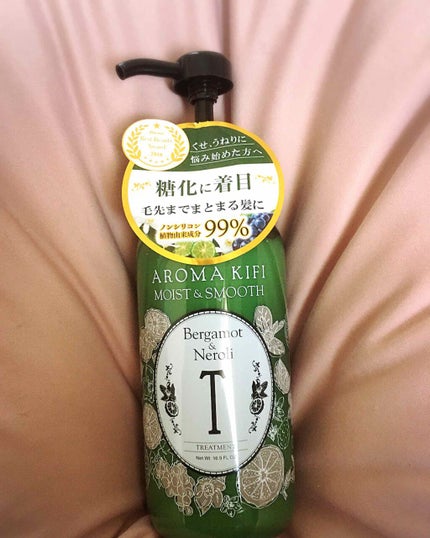 くせ、うねりに
悩み始めた方へ
糖化に着目
毛先までまとまる髪に
ノンシリコン
植物由来成分 99%
AROMA KIFI
MOIST & SMOOTH
Bergamot
&
Neroli
T
TREATMENT